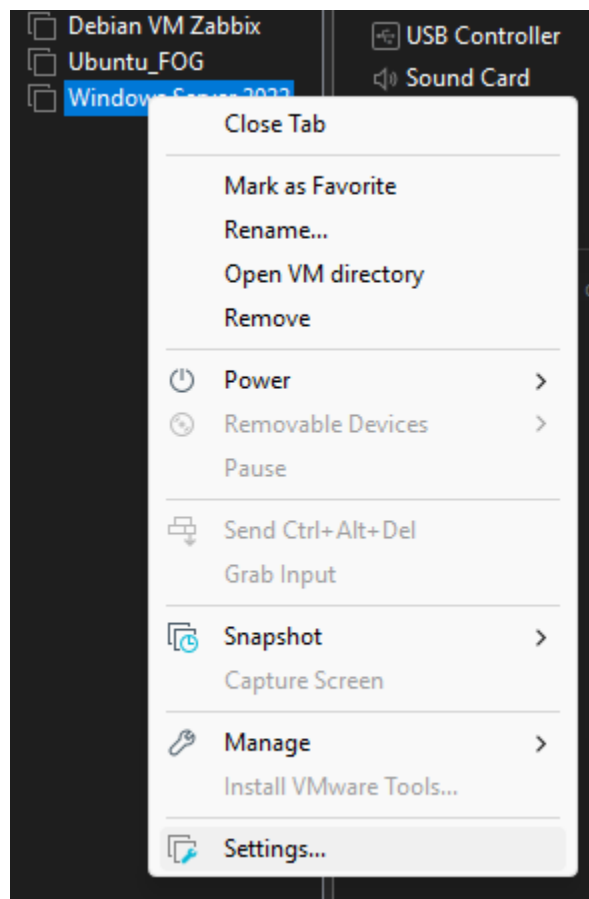 Debian VM Zabbix
Ubuntu_FOG
USB Controller
Sound Card
Close Tab
Mark as Favorite
Rename...
Open VM directory
Remove
Power
Removable Devices
Pause
Send Ctrl+Alt+Del
Grab Input
Snapshot
Capture Screen
Manage
Install VMware Tools...
Settings...